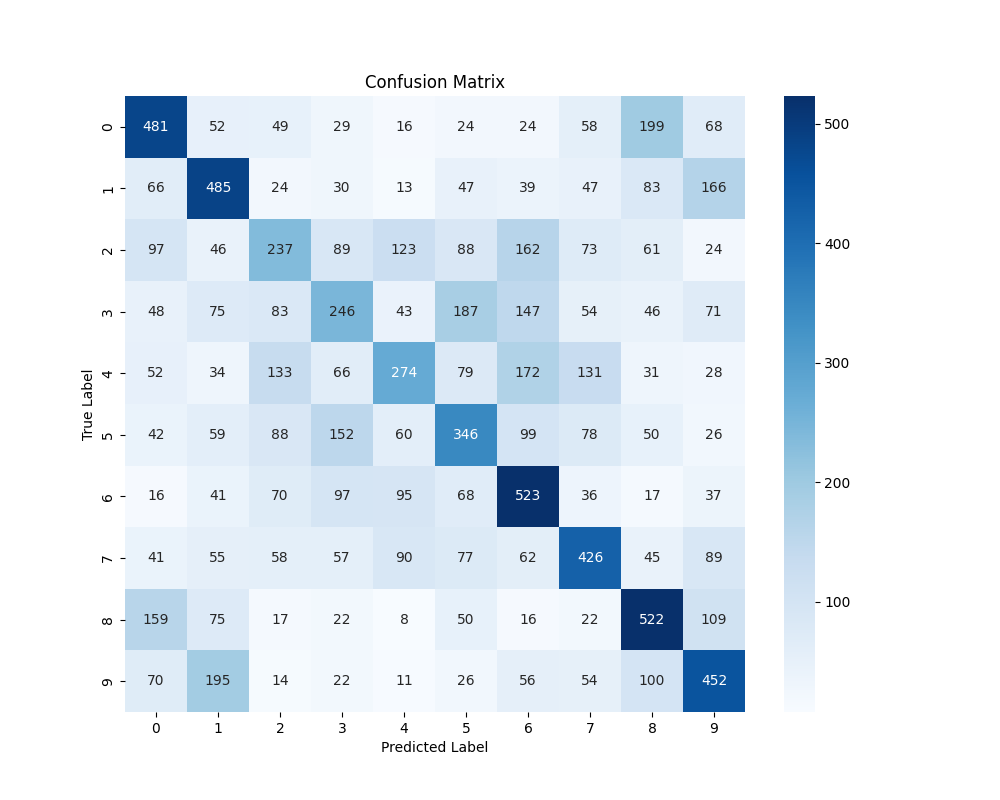 Confusion Matrix
0 481 52 49 29 16 24 24 58 199 68
1 66 485 24 30 13 47 39 47 83 166
2 97 46 237 89 123 88 162 73 61 24
3 48 75 83 246 43 187 147 54 46 71
4 52 34 133 66 274 79 172 131 31 28
5 42 59 88 152 60 346 99 78 50 26
6 16 41 70 97 95 68 523 36 17 37
7 41 55 58 57 90 77 62 426 45 89
8 159 75 17 22 8 50 16 22 522 109
9 70 195 14 22 11 26 56 54 100 452
0 1 2 3 4 5 6 7 8 9
Predicted Label
True Label
500
400
300
200
100